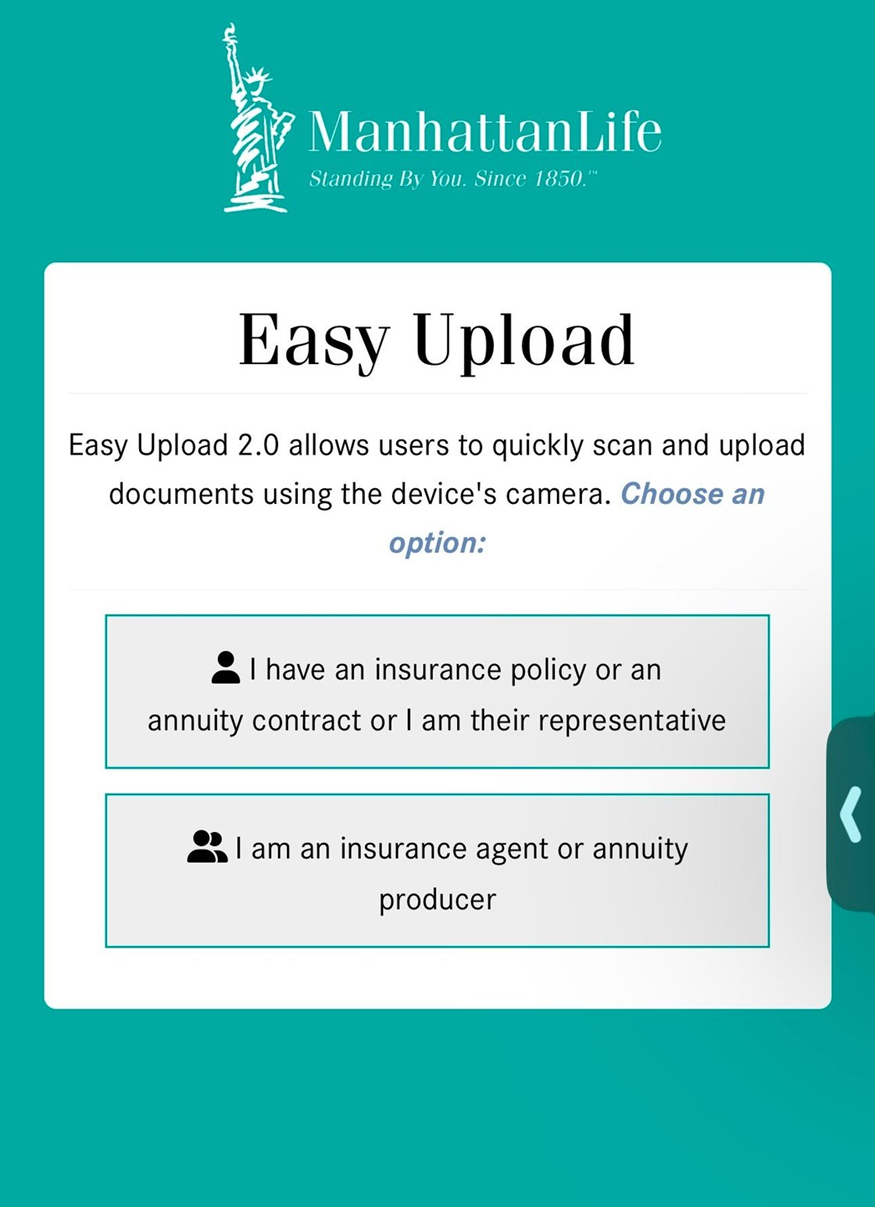 ManhattanLife
Standing By You. Since 1850.™
Easy Upload
Easy Upload 2.0 allows users to quickly scan and upload
documents using the device's camera. Choose an
option:
I have an insurance policy or an
annuity contract or I am their representative
I am an insurance agent or annuity
producer